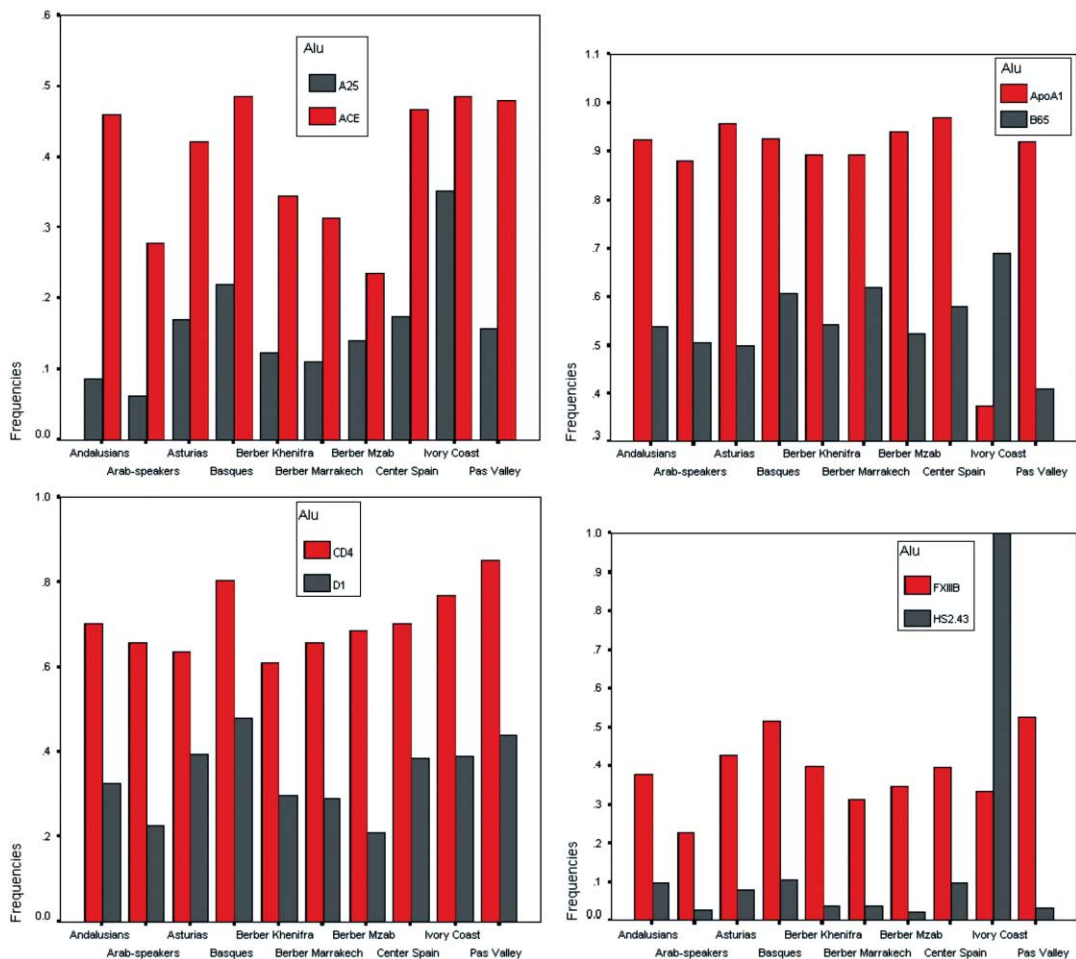 .6
.5
.4
.3
.2
.1
0.0
Frequencies
Alu
A25
ACE
Andalusians Asturias Berber Khenifra Berber Mzab Ivory Coast
Arab-speakers Basques Berber Marrakech Center Spain Pas Valley
1.1
1.0
.9
.8
.7
.6
.5
.4
.3
Frequencies
Alu
ApoA1
B65
Andalusians Asturias Berber Khenifra Berber Mzab Ivory Coast
Arab-speakers Basques Berber Marrakech Center Spain Pas Valley
1.0
.8
.6
.4
.2
0.0
Frequencies
Alu
CD4
D1
Andalusians Asturias Berber Khenifra Berber Mzab Ivory Coast
Arab-speakers Basques Berber Marrakech Center Spain Pas Valley
1.0
.9
.8
.7
.6
.5
.4
.3
.2
.1
0.0
Frequencies
Alu
FXIIIB
HS2.43
Andalusians Asturias Berber Khenifra Berber Mzab Ivory Coast
Arab-speakers Basques Berber Marrakech Center Spain Pas Valley